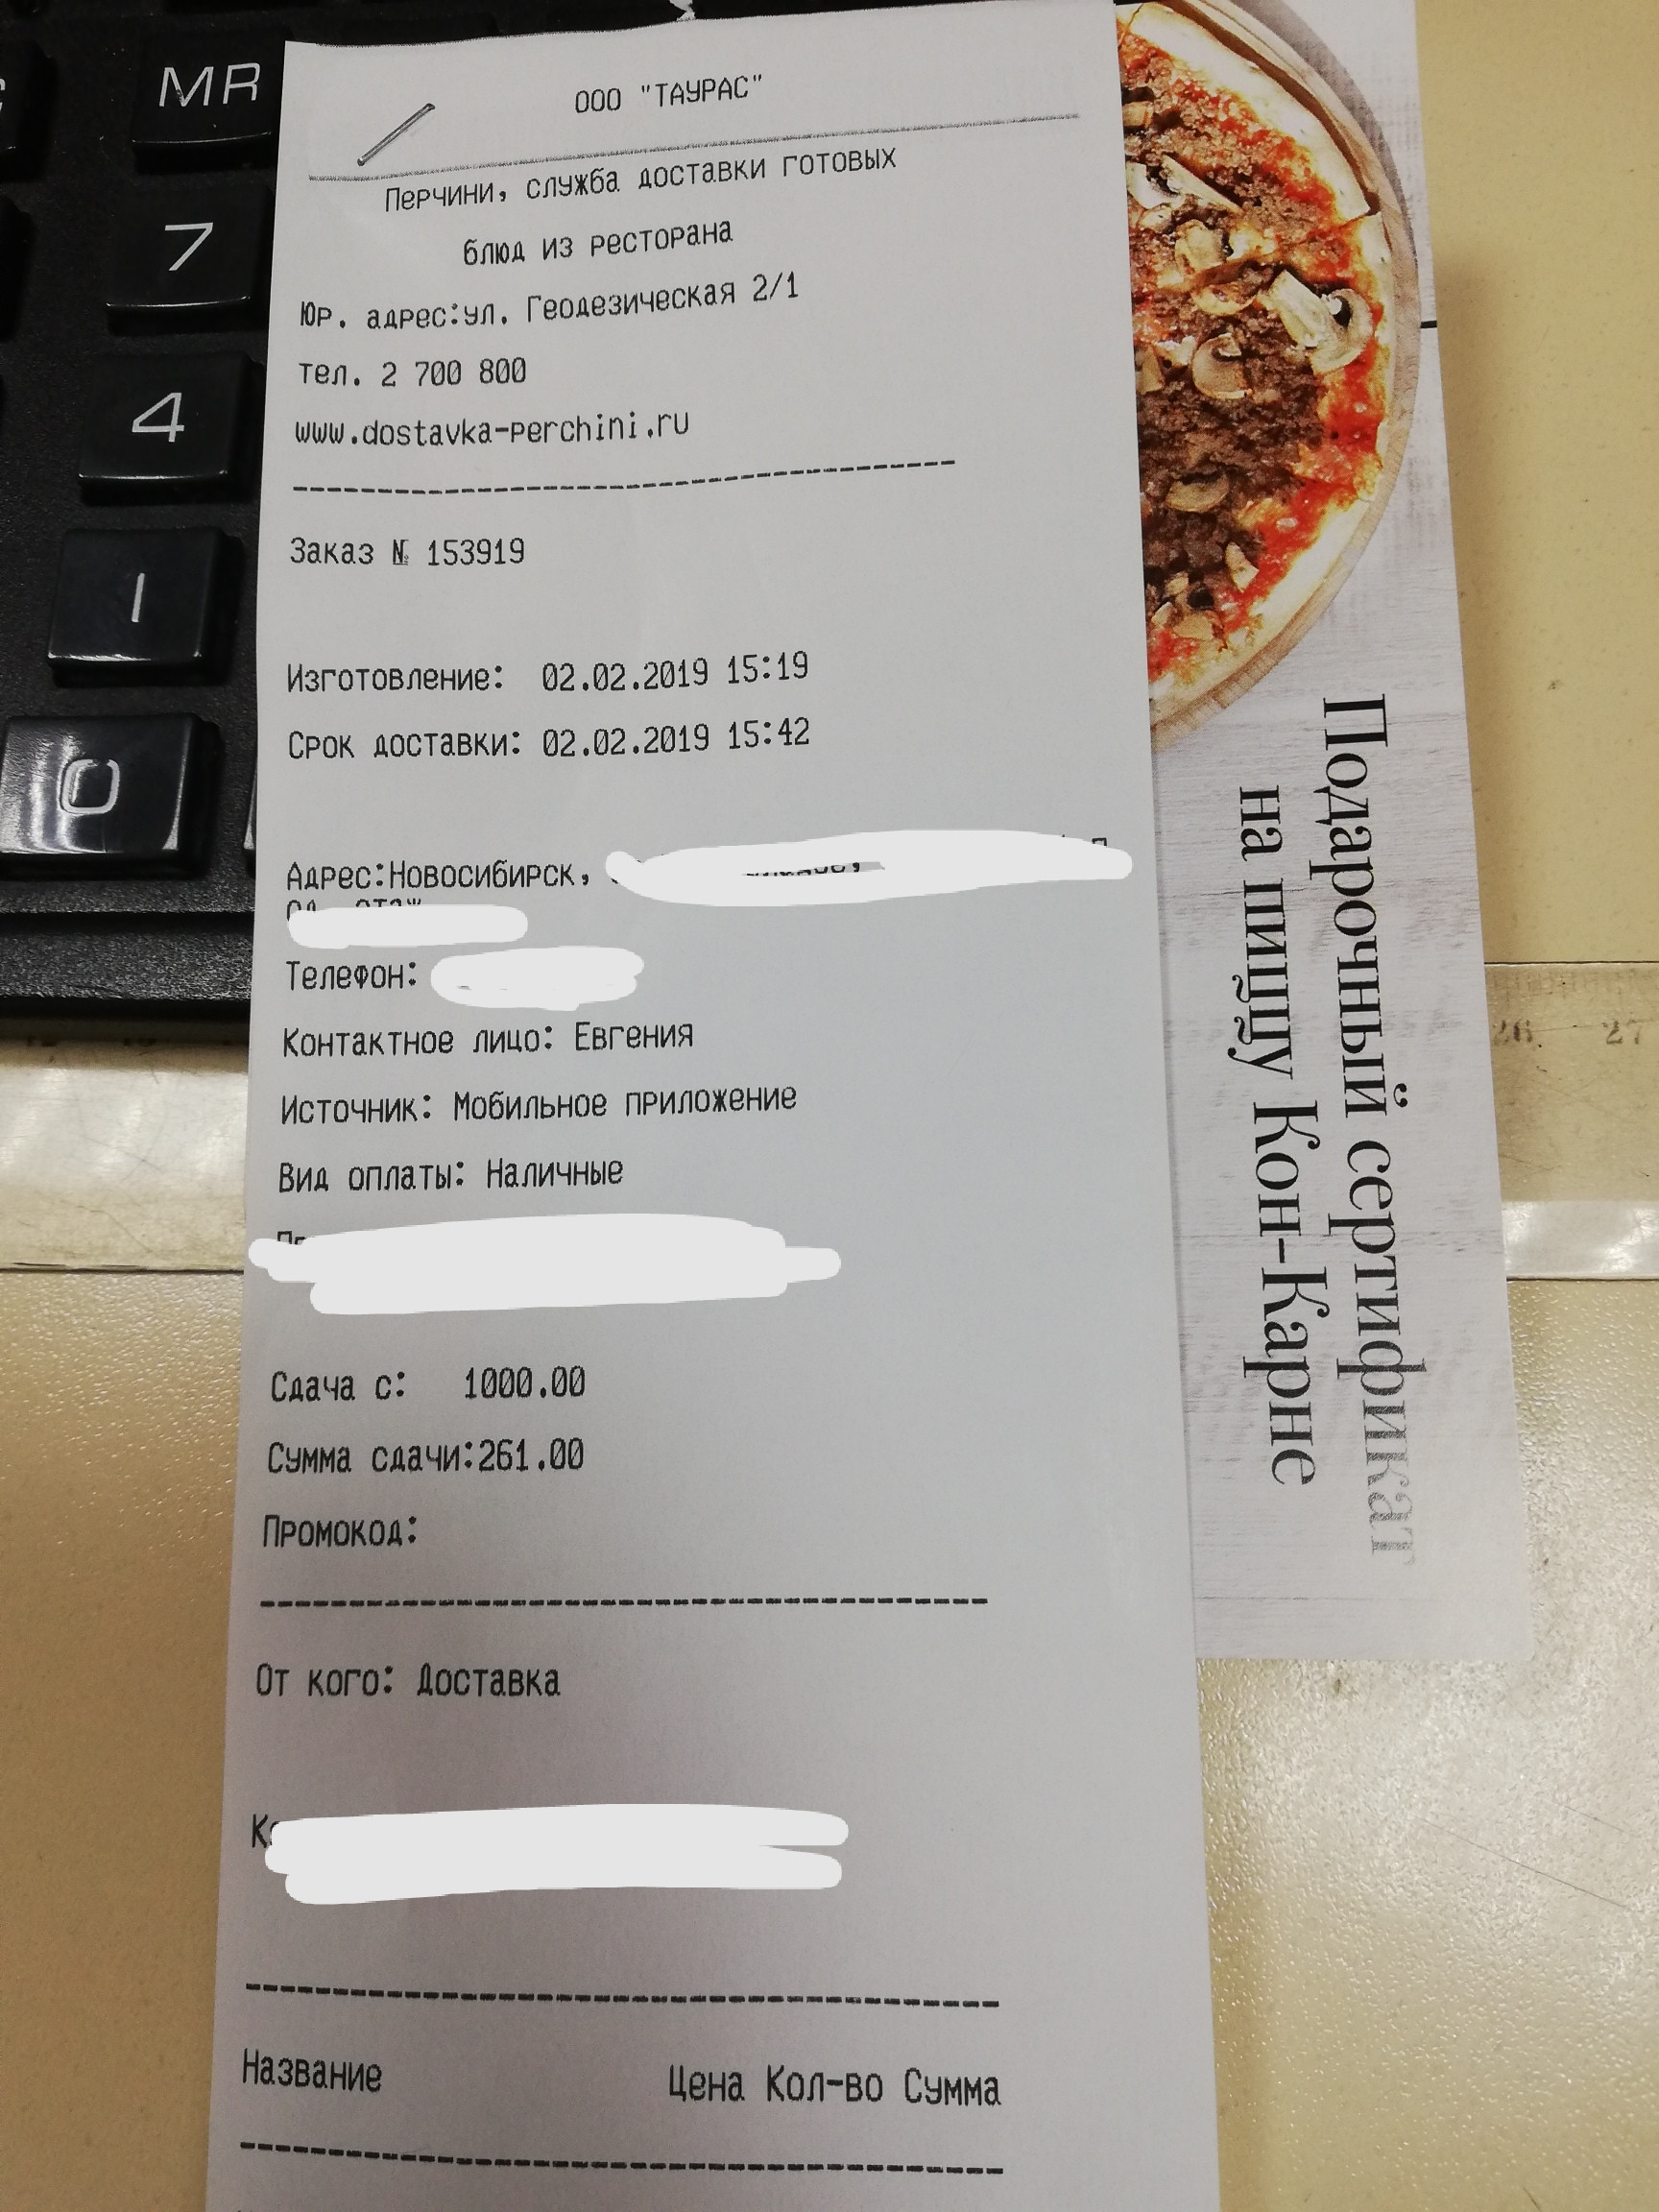 ООО "ТАУРАС"
Перчини, служба доставки готовых
блюд из ресторана
Юр. адрес:ул. Геодезическая 2/1
тел. 2 700 800
www.dostavka-perchini.ru
Заказ № 153919
Изготовление: 02.02.2019 15:19
Срок доставки: 02.02.2019 15:42
Адрес:Новосибирск,
Телефон:
Контактное лицо: Евгения
Источник: Мобильное приложение
Вид оплаты: Наличные
Сдача с: 1000.00
Сумма сдачи:261.00
Промокод:
От кого: Доставка
Название Цена Кол-во Сумма
Подарочный сертификат
на пиццу Кон-Карне
MR
7
4
1
0
26 27